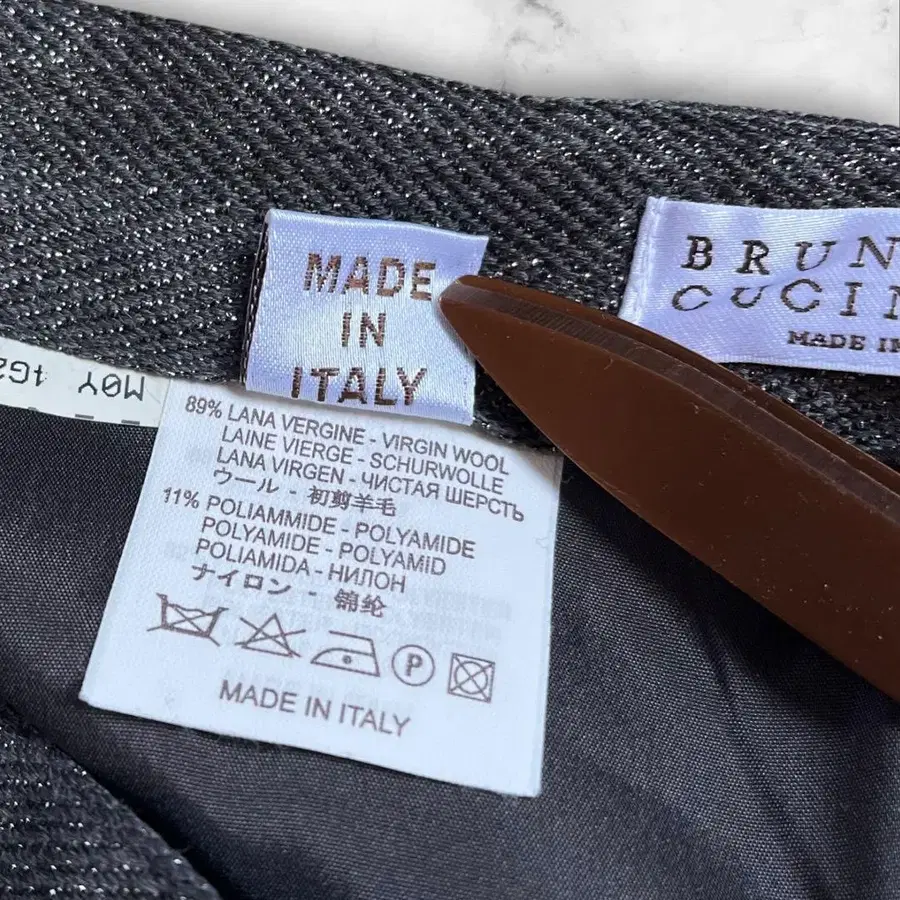 MADE
IN
ITALY
BRUN
CUCI
MADE IN
M0Y
89% LANA VERGINE - VIRGIN WOOL
LAINE VIERGE - SCHURWOLLE
LANA VIRGEN - ЧИСТАЯ ШЕРСТЬ
ウール - 初剪羊毛
11% POLIAMMIDE - POLYAMIDE
POLYAMIDE - POLYAMID
POLIAMIDA - НИЛОН
ナイロン - 锦纶
P
MADE IN ITALY